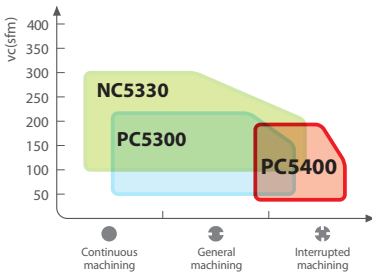 vc(sfm)
400
350
300
250
200
150
100
50
NC5330
PC5300
PC5400
Continuous
machining
General
machining
Interrupted
machining